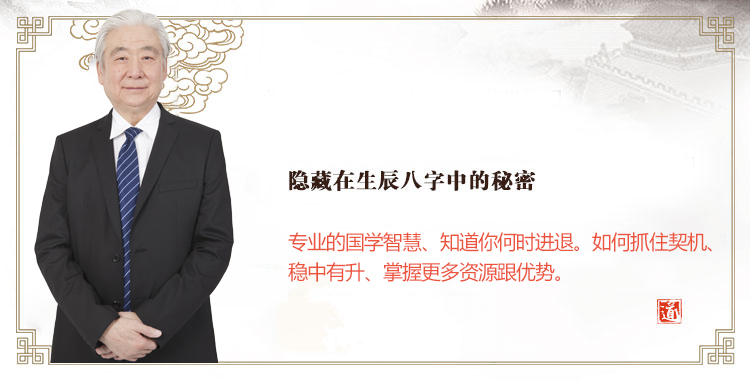 隐藏在生辰八字中的秘密
专业的国学智慧、知道你何时进退。如何抓住契机、
稳中有升、掌握更多资源跟优势。
道